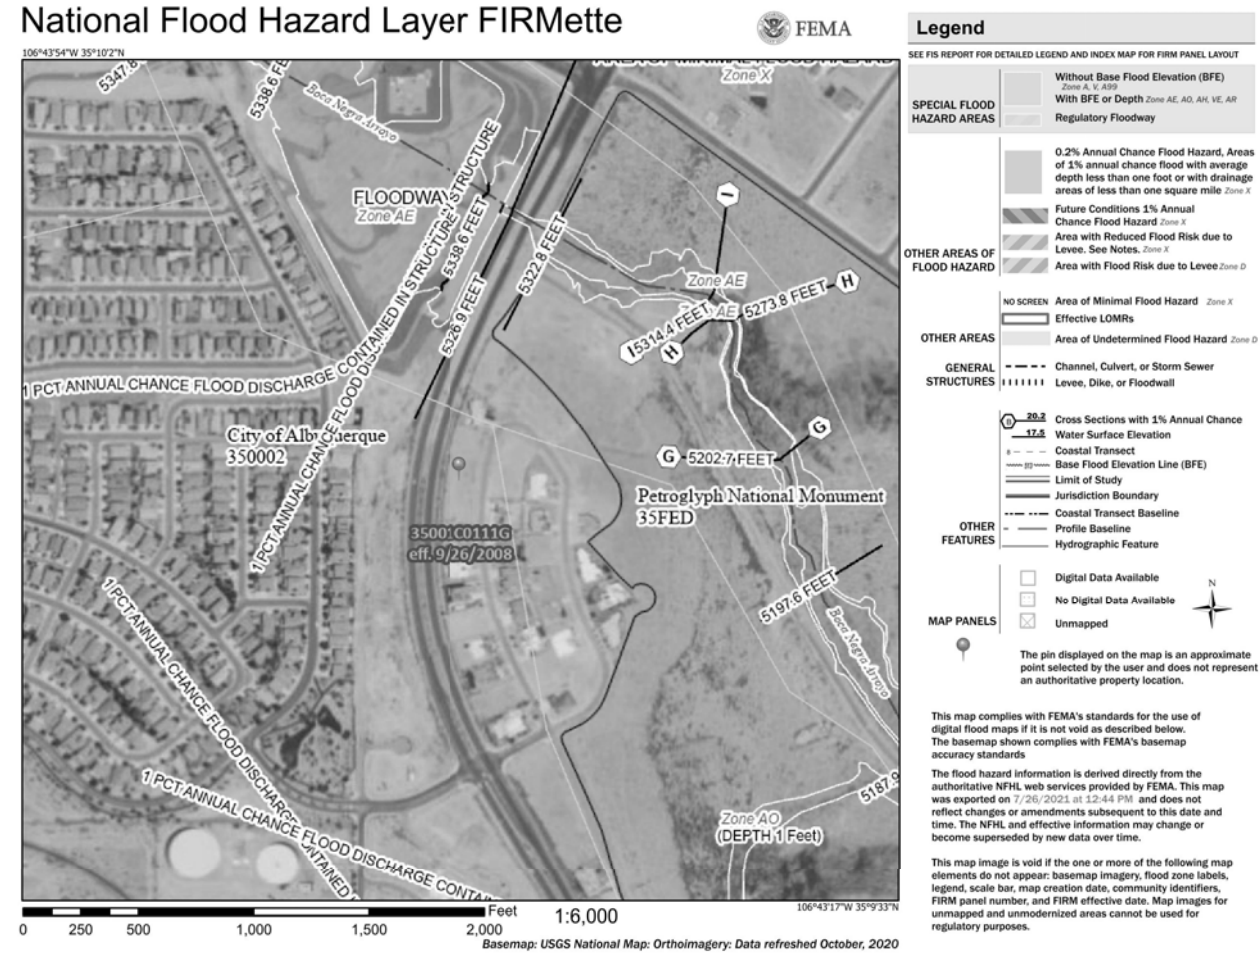 National Flood Hazard Layer FIRMette
FEMA
106°43'54"W 35°10'2"N
5347.8
5338.6 FE
Boca Negra Arroyo
Zone X
FLOODWAY
Zone AE
5338.6 FEET
5326.9 FEET
5322.8 FEET
I
Zone AE
AE
5273.8 FEET
H
I
5314.4 FEET
H
1 PCT ANNUAL CHANCE FLOOD DISCHARGE CONTAINED IN STRUCTURE
1 PCT ANNUAL CHANCE FLOOD DISC
IN STRUCTURE
City of Albuquerque
350002
G
G
5202.7 FEET
Petroglyph National Monument
35FED
35001C0111G
eff. 9/26/2008
5197.6 FEET
Boca Negra Arroyo
1 PCT ANNUAL CHANCE FLOOD DISCHARGE
CONTAINED I
1 PCT ANNUAL CHANCE FLOOD DISCHARGE CONTAI
5187.9
Zone AO
(DEPTH 1 Feet)
106°43'17"W 35°9'33"N
Feet
0 250 500 1,000 1,500 2,000
1:6,000
Basemap: USGS National Map: Orthoimagery: Data refreshed October, 2020
Legend
SEE FIS REPORT FOR DETAILED LEGEND AND INDEX MAP FOR FIRM PANEL LAYOUT
SPECIAL FLOOD
HAZARD AREAS
Without Base Flood Elevation (BFE)
Zone A, V, A99
With BFE or Depth Zone AE, AO, AH, VE, AR
Regulatory Floodway
OTHER AREAS OF
FLOOD HAZARD
0.2% Annual Chance Flood Hazard, Areas
of 1% annual chance flood with average
depth less than one foot or with drainage
areas of less than one square mile Zone X
Future Conditions 1% Annual
Chance Flood Hazard Zone X
Area with Reduced Flood Risk due to
Levee. See Notes. Zone X
Area with Flood Risk due to Levee Zone D
OTHER AREAS
NO SCREEN Area of Minimal Flood Hazard Zone X
Effective LOMRs
Area of Undetermined Flood Hazard Zone D
GENERAL
STRUCTURES
Channel, Culvert, or Storm Sewer
Levee, Dike, or Floodwall
OTHER
FEATURES
B 20.2 Cross Sections with 1% Annual Chance
17.5 Water Surface Elevation
8 Coastal Transect
513 Base Flood Elevation Line (BFE)
Limit of Study
Jurisdiction Boundary
Coastal Transect Baseline
Profile Baseline
Hydrographic Feature
MAP PANELS
Digital Data Available
No Digital Data Available
Unmapped
N
The pin displayed on the map is an approximate
point selected by the user and does not represent
an authoritative property location.
This map complies with FEMA's standards for the use of
digital flood maps if it is not void as described below.
The basemap shown complies with FEMA's basemap
accuracy standards
The flood hazard information is derived directly from the
authoritative NFHL web services provided by FEMA. This map
was exported on 7/26/2021 at 12:44 PM and does not
reflect changes or amendments subsequent to this date and
time. The NFHL and effective information may change or
become superseded by new data over time.
This map image is void if the one or more of the following map
elements do not appear: basemap imagery, flood zone labels,
legend, scale bar, map creation date, community identifiers,
FIRM panel number, and FIRM effective date. Map images for
unmapped and unmodernized areas cannot be used for
regulatory purposes.